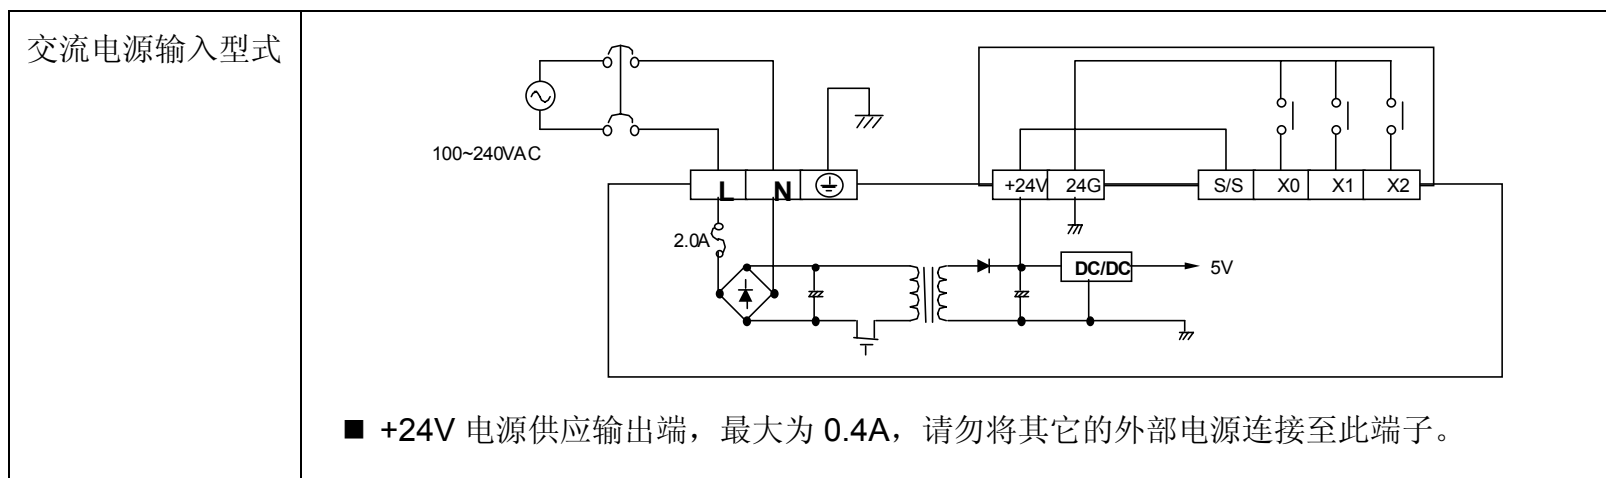 交流电源输入型式
100~240VAC
L N +24V 24G S/S X0 X1 X2
2.0A
DC/DC 5V
■ +24V 电源供应输出端，最大为 0.4A，请勿将其它的外部电源连接至此端子。